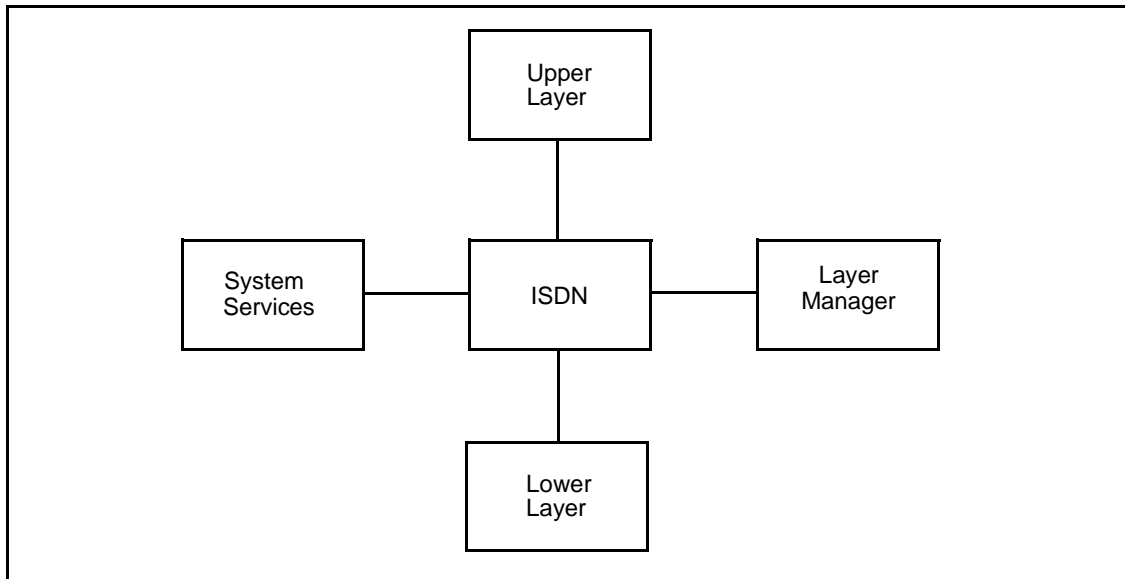 Upper
Layer
System
Services
ISDN
Layer
Manager
Lower
Layer